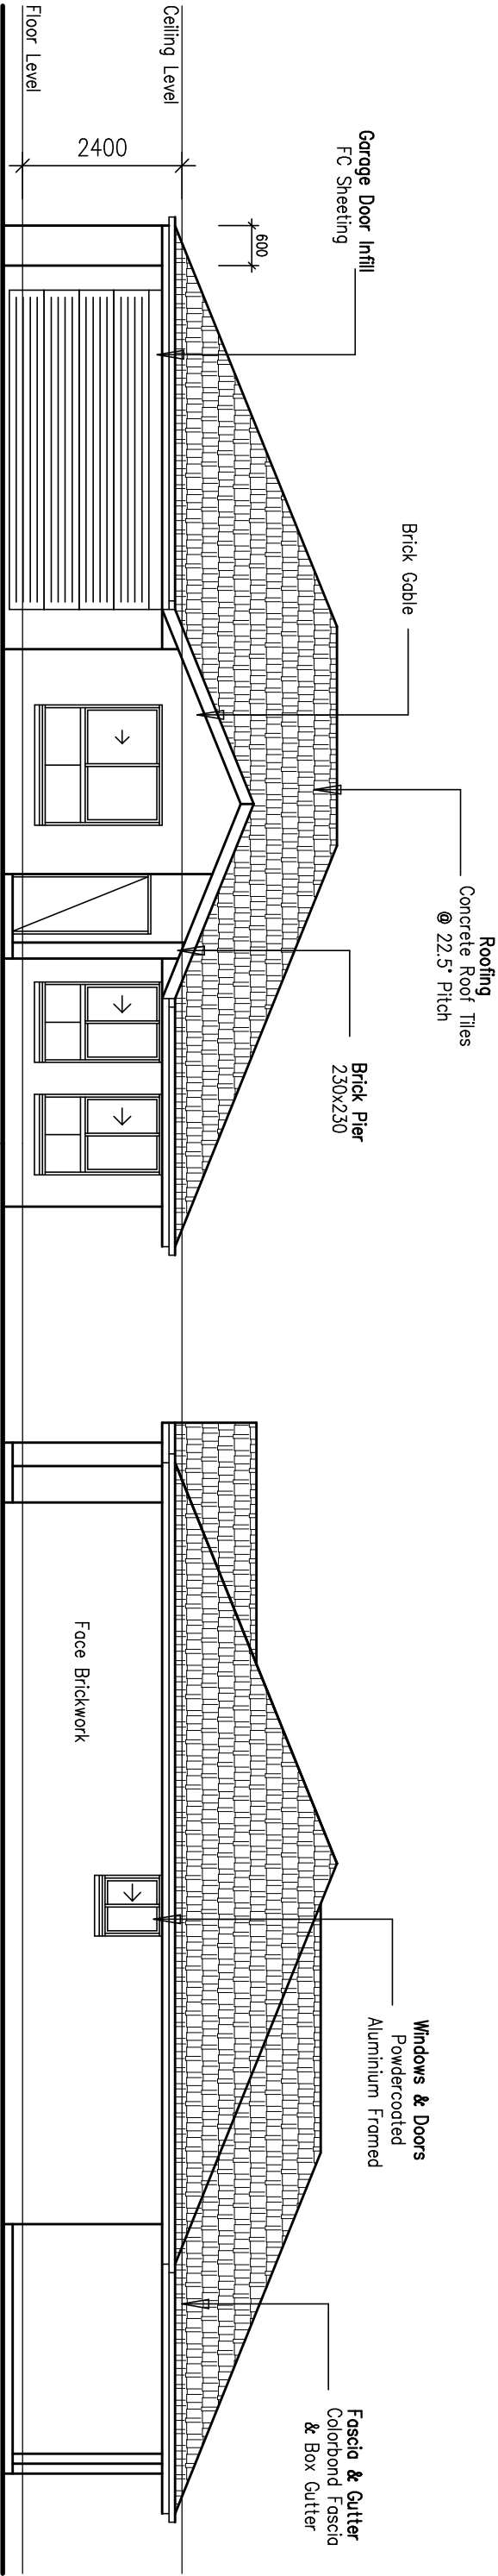 Roofing
Concrete Roof Tiles
@ 22.5° Pitch
Brick Gable
Garage Door Infill
FC Sheeting
Brick Pier
230x230
600
Ceiling Level
2400
Floor Level
Windows & Doors
Powdercoated
Aluminium Framed
Fascia & Gutter
Colorbond Fascia
& Box Gutter
Face Brickwork